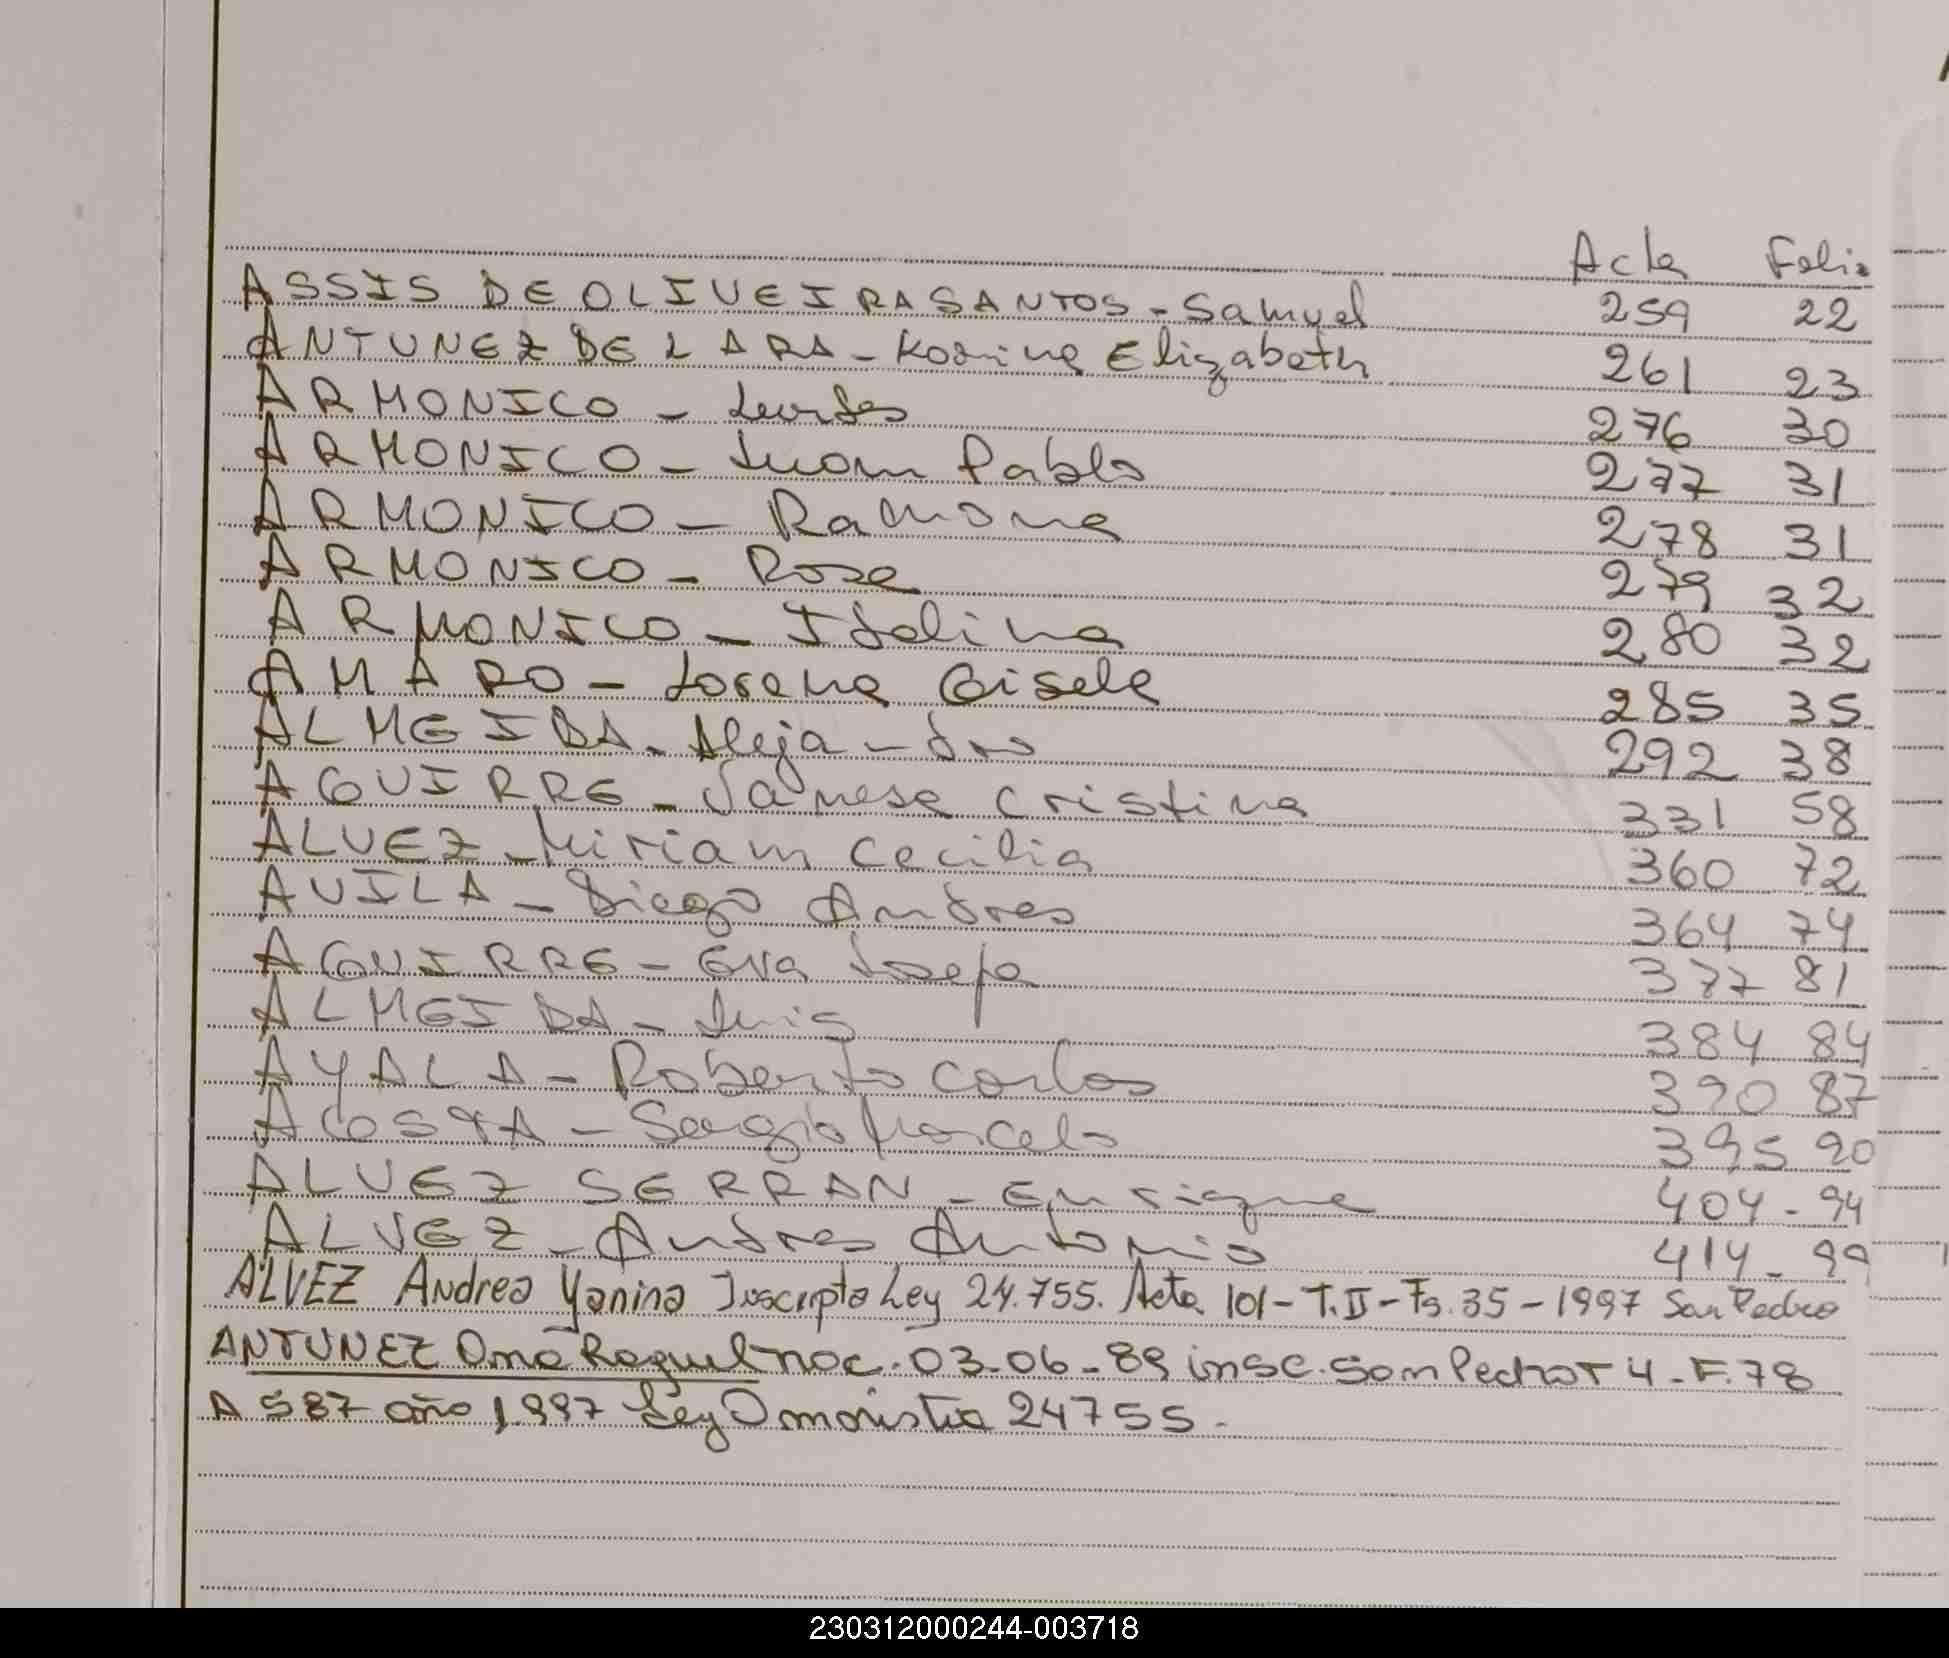 Acta Folio
ASSIS DE OLIVEIRA SANTOS - Samuel 259 22
ANTUNEZ DE LARA - Korina Elizabeth 261 23
ARMONICO - Lurdes 276 30
ARMONICO - Juan Pablo 277 31
ARMONICO - Ramona 278 31
ARMONICO - Rosa 279 32
ARMONICO - Idalina 280 32
AMARO - Lorena Gisela 285 35
ALMEIDA - Alejandro 292 38
AGUIRRE - Vanesa Cristina 331 58
ALVEZ - Miriam Cecilia 360 72
AVILA - Diego Andres 364 74
AGUIRRE - Eva Josefa 377 81
ALMEIDA - Luis 384 84
AYALA - Roberto Carlos 390 87
ACOSTA - Sergio Marcelo 395 90
ALVEZ SERRAN - Enrique 404 - 94
ALVEZ - Andres Antonio 414 - 99
ALVEZ Andrea Yanina Inscripta Ley 24.755. Acta 101 - T. II - Fs. 35 - 1997 San Pedro
ANTUNEZ Ana Raquel nac. 03-06-89 insc. San Pedro T 4 - F. 78
A 587 año 1.997 Ley Amnistia 24755 -
230312000244-003718